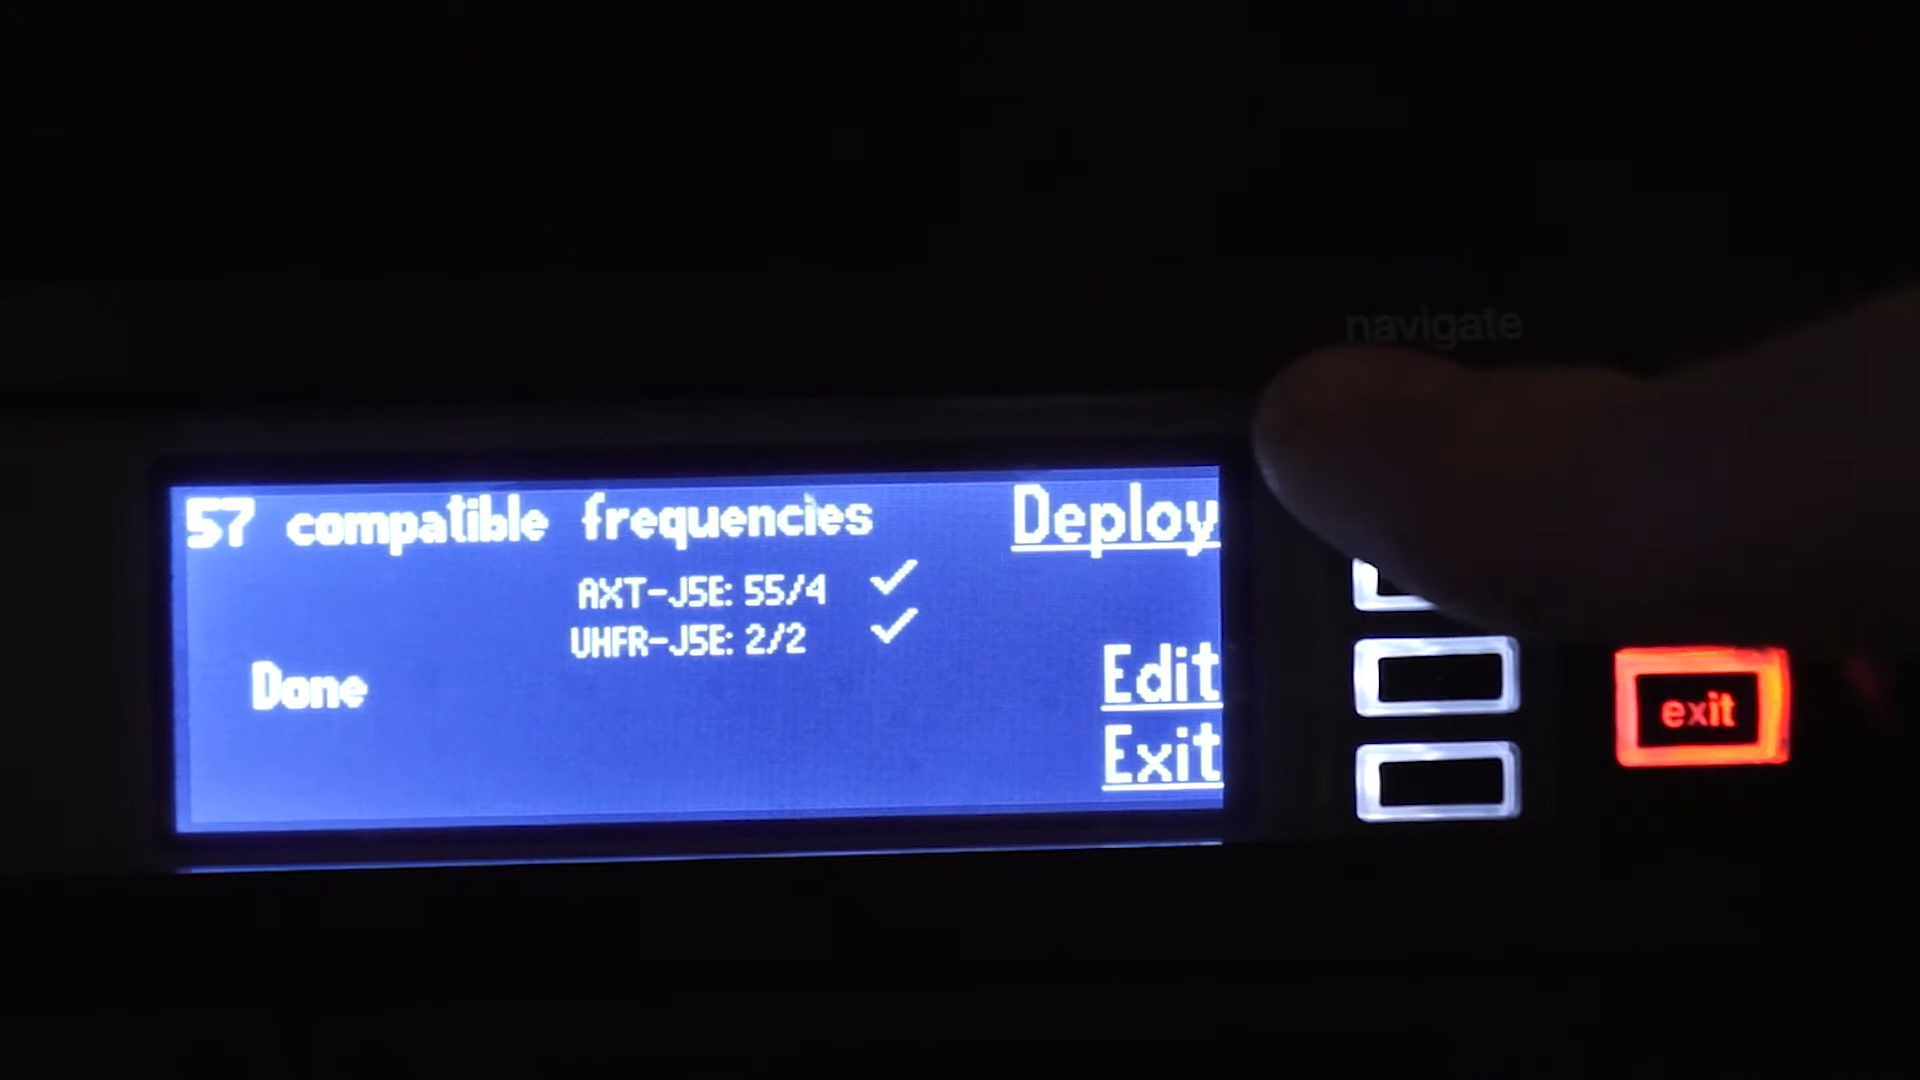 navigate
57 compatible frequencies Deploy
AXT-J5E: 55/4 ✓
UHFR-J5E: 2/2 ✓
Done Edit
exit
Exit